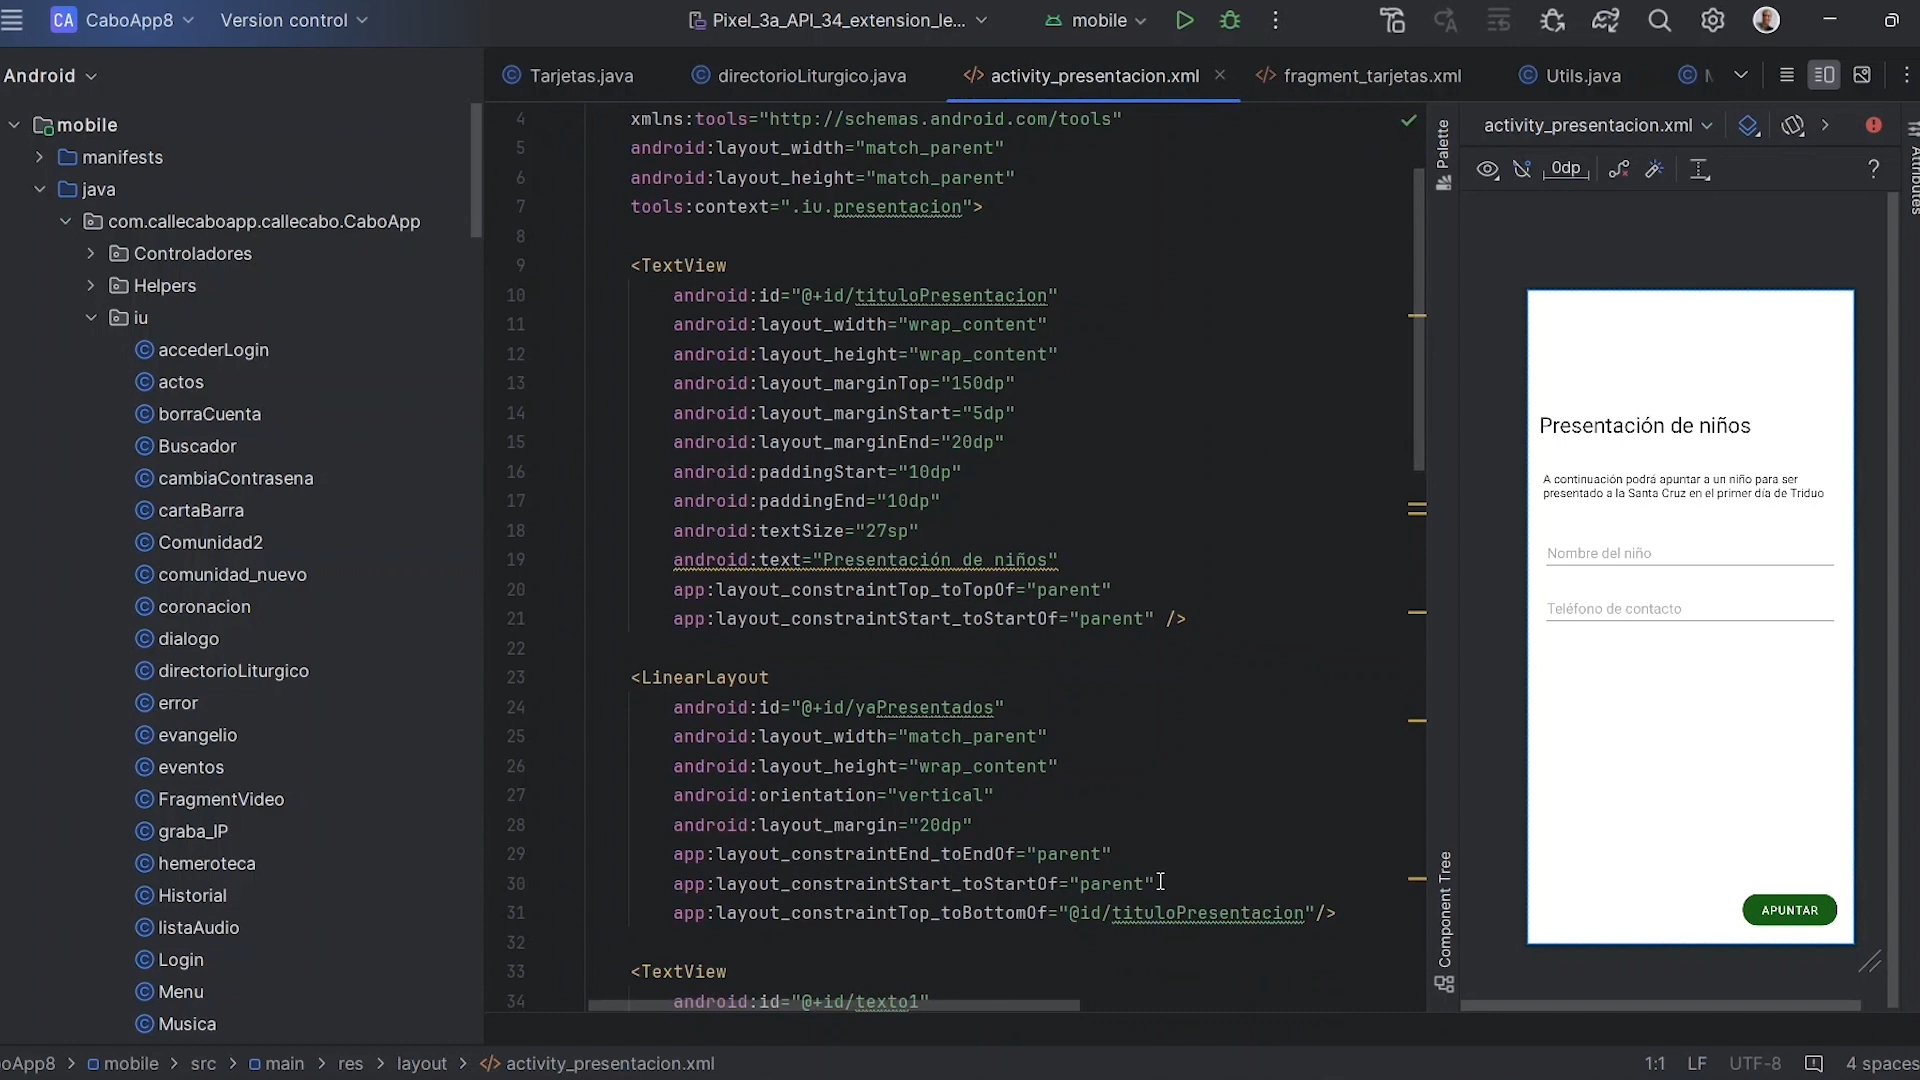 CA CaboApp8 Version control Pixel_3a_API_34_extension_le... mobile
Android
Tarjetas.java directorioLiturgico.java activity_presentacion.xml fragment_tarjetas.xml Utils.java
mobile
manifests
java
com.callecaboapp.callecabo.CaboApp
Controladores
Helpers
iu
accederLogin
actos
borraCuenta
Buscador
cambiaContrasena
cartaBarra
Comunidad2
comunidad_nuevo
coronacion
dialogo
directorioLiturgico
error
evangelio
eventos
FragmentVideo
graba_IP
hemeroteca
Historial
listaAudio
Login
Menu
Musica
4 xmlns:tools="http://schemas.android.com/tools"
5 android:layout_width="match_parent"
6 android:layout_height="match_parent"
7 tools:context=".iu.presentacion">
8
9 <TextView
10 android:id="@+id/tituloPresentacion"
11 android:layout_width="wrap_content"
12 android:layout_height="wrap_content"
13 android:layout_marginTop="150dp"
14 android:layout_marginStart="5dp"
15 android:layout_marginEnd="20dp"
16 android:paddingStart="10dp"
17 android:paddingEnd="10dp"
18 android:textSize="27sp"
19 android:text="Presentación de niños"
20 app:layout_constraintTop_toTopOf="parent"
21 app:layout_constraintStart_toStartOf="parent" />
22
23 <LinearLayout
24 android:id="@+id/yaPresentados"
25 android:layout_width="match_parent"
26 android:layout_height="wrap_content"
27 android:orientation="vertical"
28 android:layout_margin="20dp"
29 app:layout_constraintEnd_toEndOf="parent"
30 app:layout_constraintStart_toStartOf="parent"
31 app:layout_constraintTop_toBottomOf="@id/tituloPresentacion"/>
32
33 <TextView
34 android:id="@+id/texto1"
Palette
Component Tree
activity_presentacion.xml
0dp
?
Attributes
Presentación de niños
A continuación podrá apuntar a un niño para ser
presentado a la Santa Cruz en el primer día de Triduo
Nombre del niño
Teléfono de contacto
APUNTAR
oApp8 > mobile > src > main > res > layout > activity_presentacion.xml
1:1 LF UTF-8 4 spaces